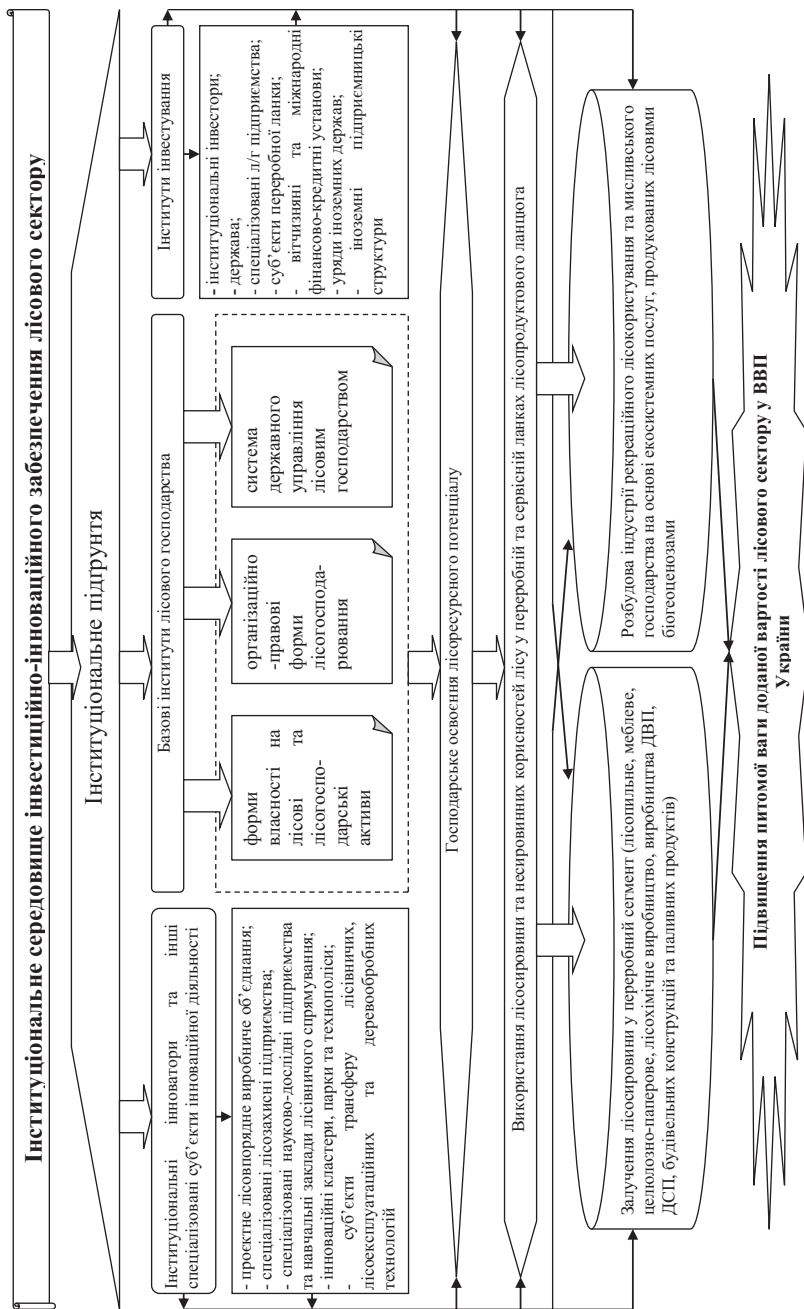 Інституціональне середовище інвестиційно-інноваційного забезпечення лісового сектору
Інституціональне підґрунтя
Інституціональні інноватори та інші
спеціалізовані суб’єкти інноваційної діяльності
- проєктне лісовпорядне виробниче об’єднання;
- спеціалізовані лісозахисні підприємства;
- спеціалізовані науково-дослідні підприємства
та навчальні заклади лісівничого спрямування;
- інноваційні кластери, парки та технополіси;
- суб’єкти трансферу лісівничих,
лісоексплуатаційних та деревообробних
технологій
Базові інститути лісового господарства
форми
власності на
лісові та
лісогоспо-
дарські
активи
організаційно
-правові
форми
лісогоспода-
рювання
система
державного
управління
лісовим
господарством
Інститути інвестування
- інституціональні інвестори;
- держава;
- спеціалізовані л/г підприємства;
- суб’єкти переробної ланки;
- вітчизняні та міжнародні
фінансово-кредитні установи;
- уряди іноземних держав;
- іноземні підприємницькі
структури
Господарське освоєння лісоресурсного потенціалу
Використання лісосировини та несировинних корисностей лісу у переробній та сервісній ланках лісопродуктового ланцюга
Залучення лісосировини у переробний сегмент (лісопильне, меблеве,
целюлозно-паперове, лісохімічне виробництво, виробництва ДВП,
ДСП, будівельних конструкцій та паливних продуктів)
Розбудова індустрії рекреаційного лісокористування та мисливського
господарства на основі екосистемних послуг, продукованих лісовими
біогеоценозами
Підвищення питомої ваги доданої вартості лісового сектору у ВВП
України